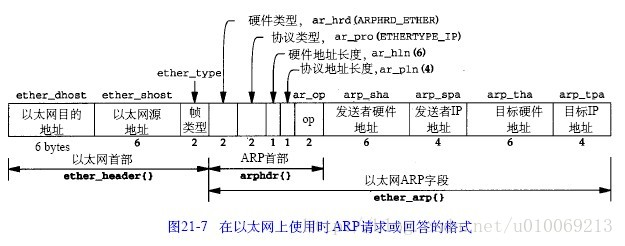 硬件类型，ar_hrd(ARPHRD_ETHER)
协议类型，ar_pro(ETHERTYPE_IP)
硬件地址长度，ar_hln(6)
协议地址长度,ar_pln(4)
ether_type
ether_dhost ether_shost ar_op arp_sha arp_spa arp_tha arp_tpa
以太网目的地址 以太网源地址 帧类型 op 发送者硬件地址 发送者IP地址 目标硬件地址 目标IP地址
6 bytes 6 2 2 2 1 1 2 6 4 6 4
以太网首部 ARP首部
ether_header{} arphdr{} 以太网ARP字段
ether_arp{}
图21-7 在以太网上使用时ARP请求或回答的格式
net/u010069213